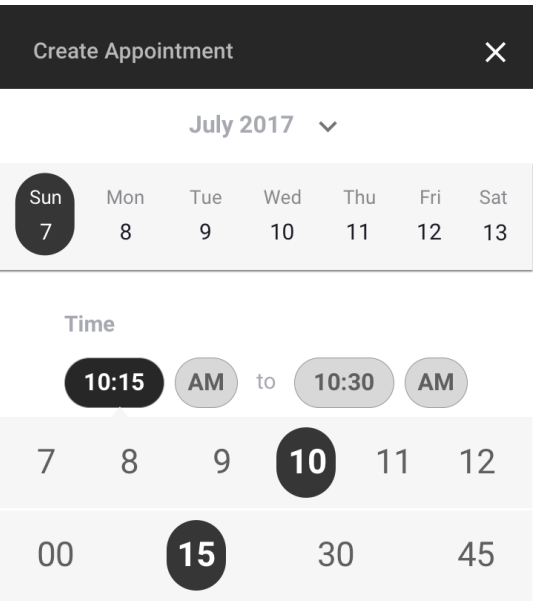 Create Appointment
July 2017
Sun Mon Tue Wed Thu Fri Sat
7 8 9 10 11 12 13
Time
10:15 AM to 10:30 AM
7 8 9 10 11 12
00 15 30 45